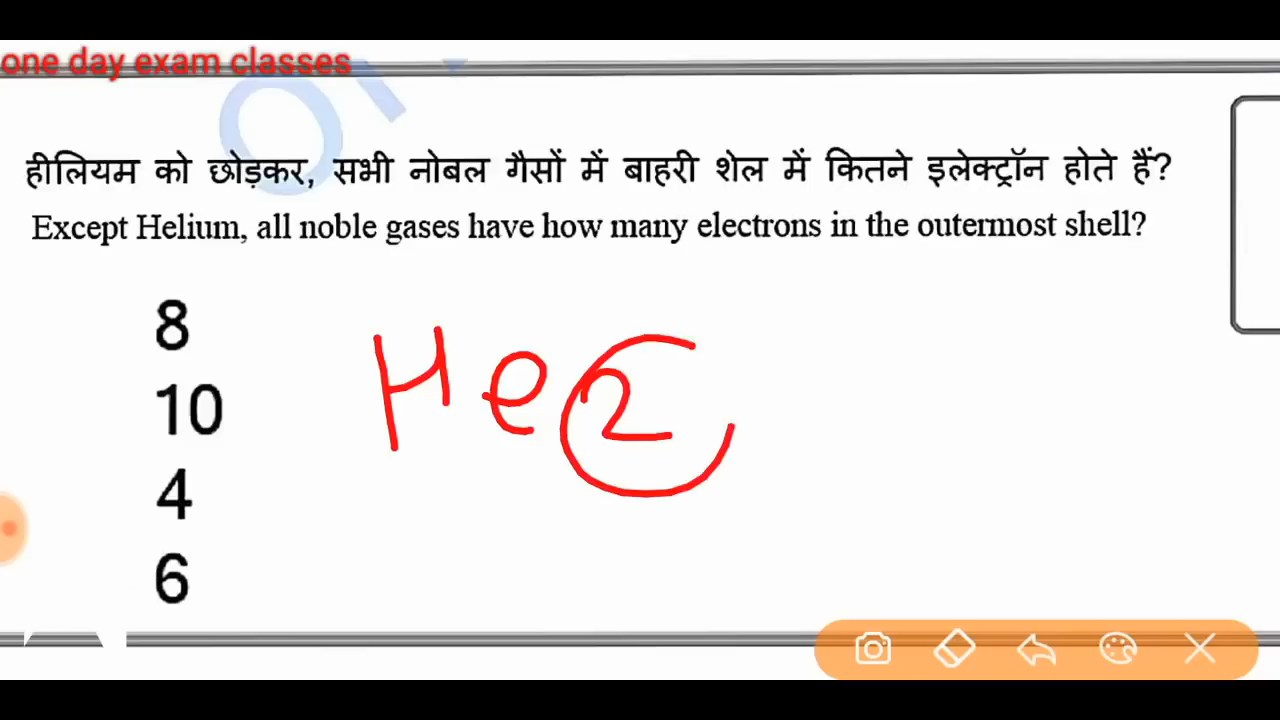 one day exam classes
हीलियम को छोड़कर, सभी नोबल गैसों में बाहरी शेल में कितने इलेक्ट्रॉन होते हैं?
Except Helium, all noble gases have how many electrons in the outermost shell?
8
10
4
6
He 2